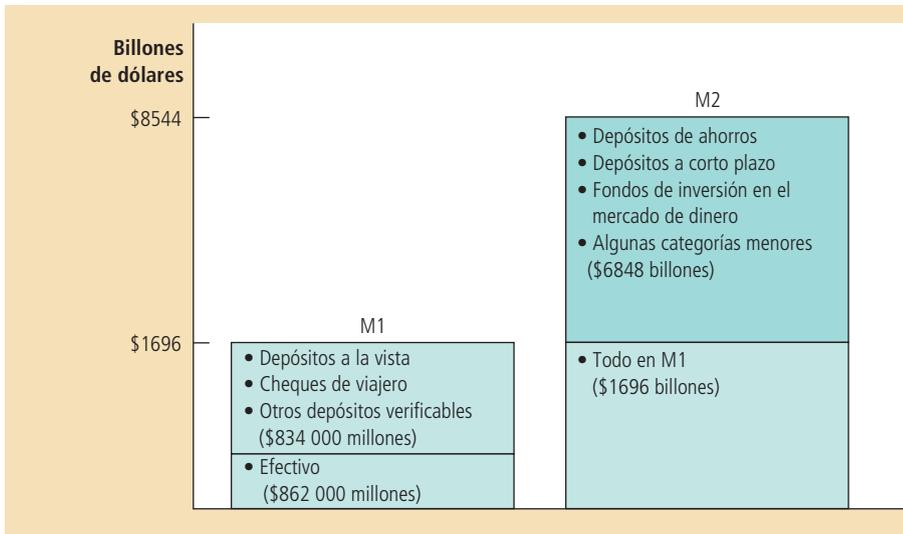 Billones
de dólares
$8544
$1696
M1
• Depósitos a la vista
• Cheques de viajero
• Otros depósitos verificables
($834 000 millones)
• Efectivo
($862 000 millones)
M2
• Depósitos de ahorros
• Depósitos a corto plazo
• Fondos de inversión en el
mercado de dinero
• Algunas categorías menores
($6848 billones)
• Todo en M1
($1696 billones)